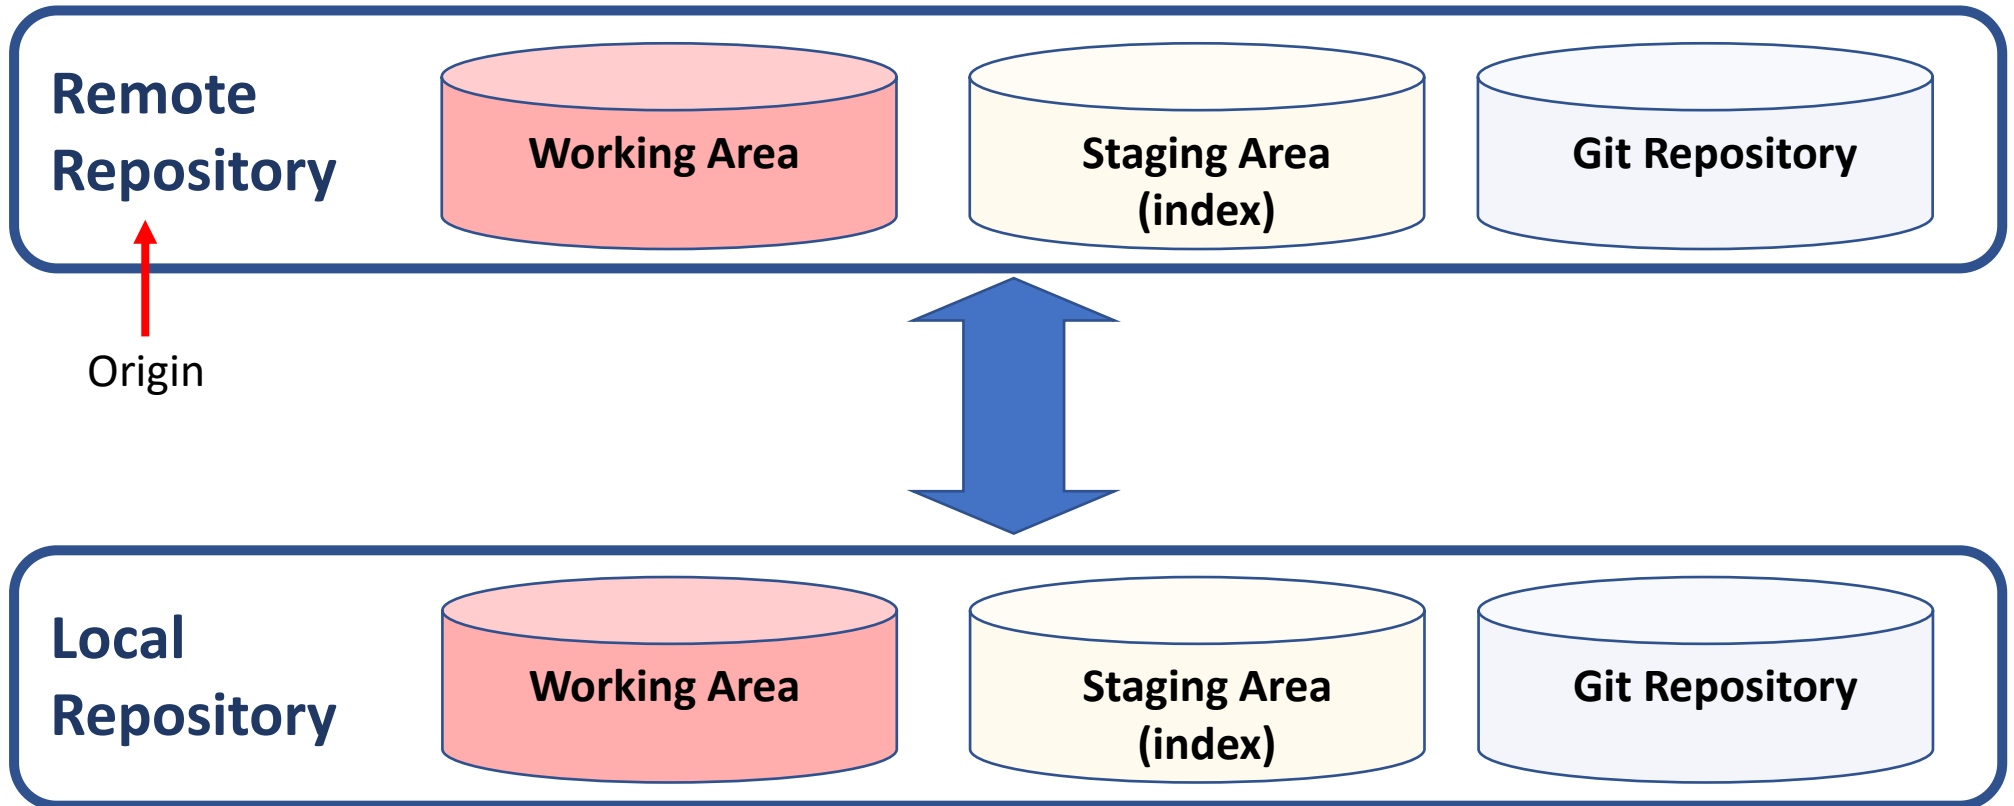 Remote
Repository
Working Area
Staging Area
(index)
Git Repository
Origin
Local
Repository
Working Area
Staging Area
(index)
Git Repository